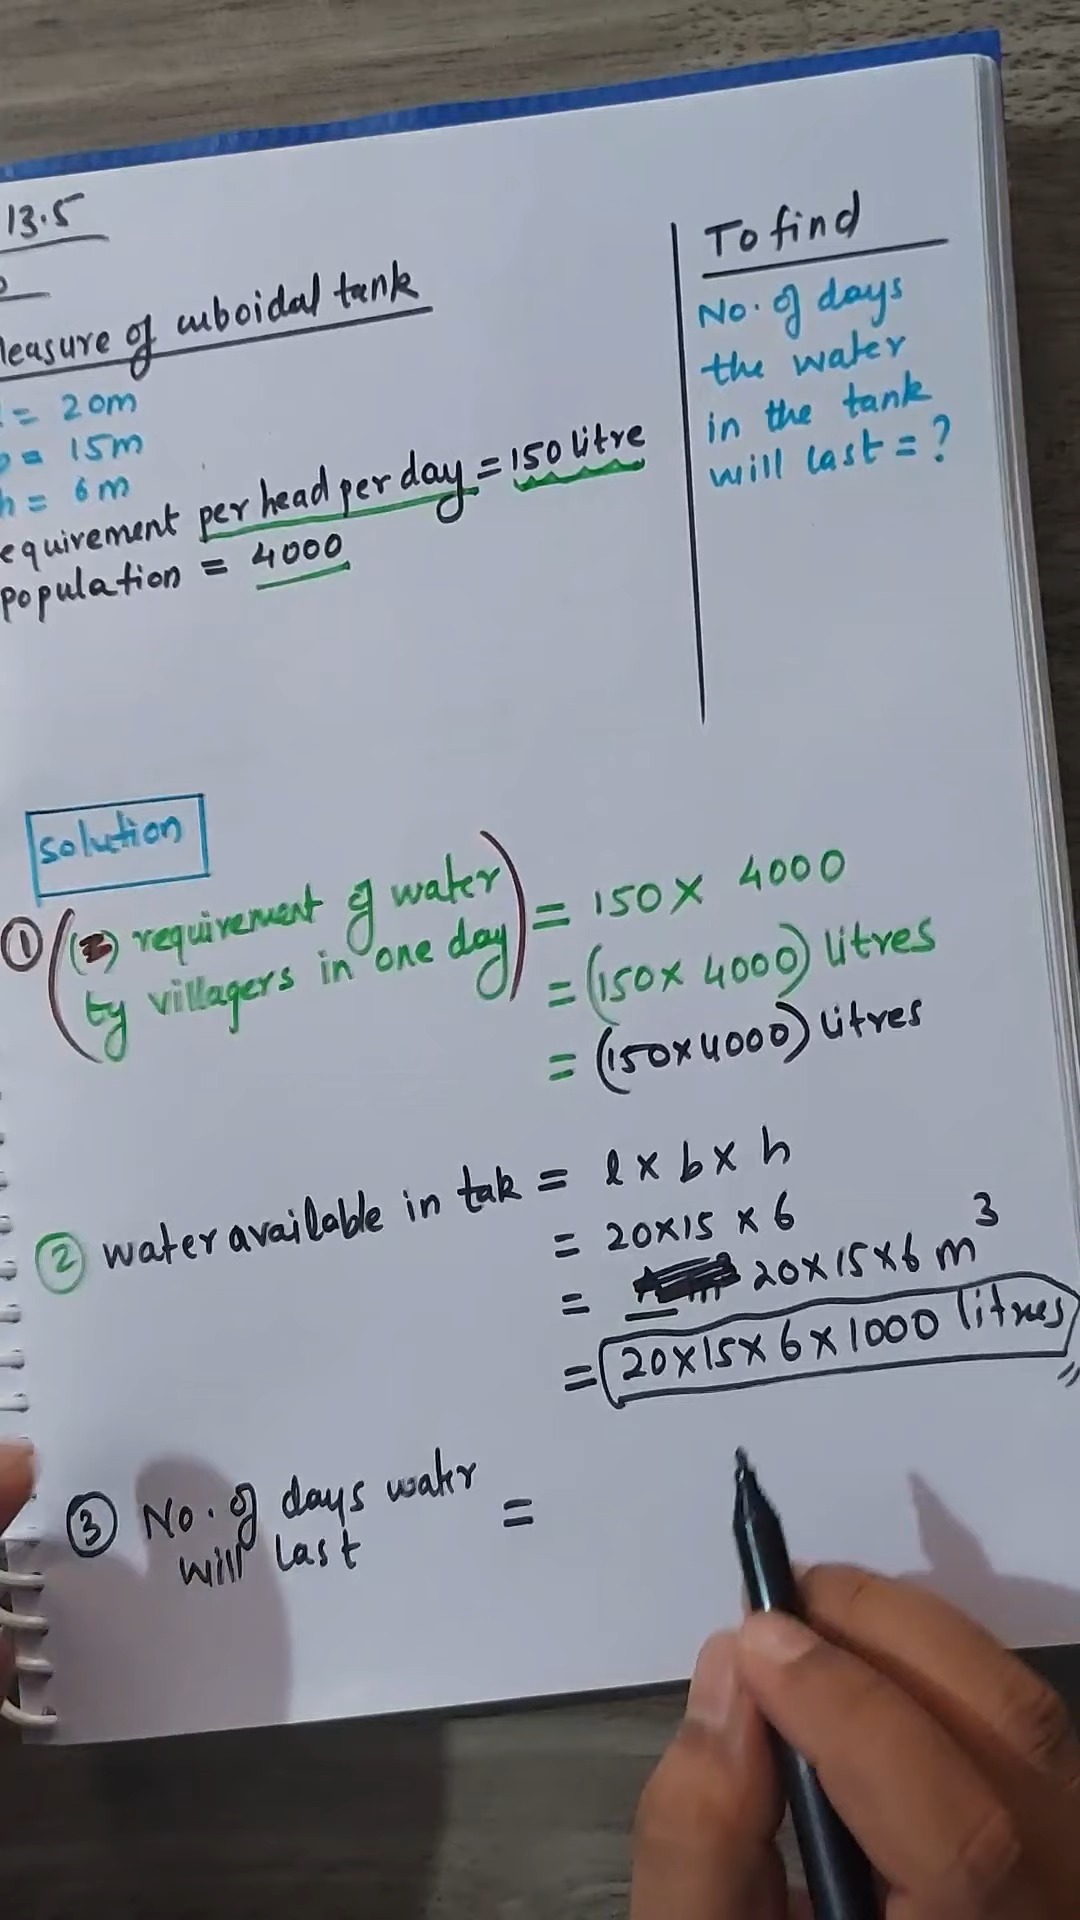 13.5
leasure of cuboidal tank
= 20m
b = 15m
h = 6m
equirement per head per day = 150 litre
population = 4000
To find
No. of days
the water
in the tank
will last = ?
solution
① requirement of water = 150 × 4000
ty villagers in one day = (150 × 4000) litres
= (150×4000) litres
② water available in tak = l × b × h
= 20×15 × 6
= 20×15×6 m³
= 20×15×6×1000 litres
③ No. of days water =
will last